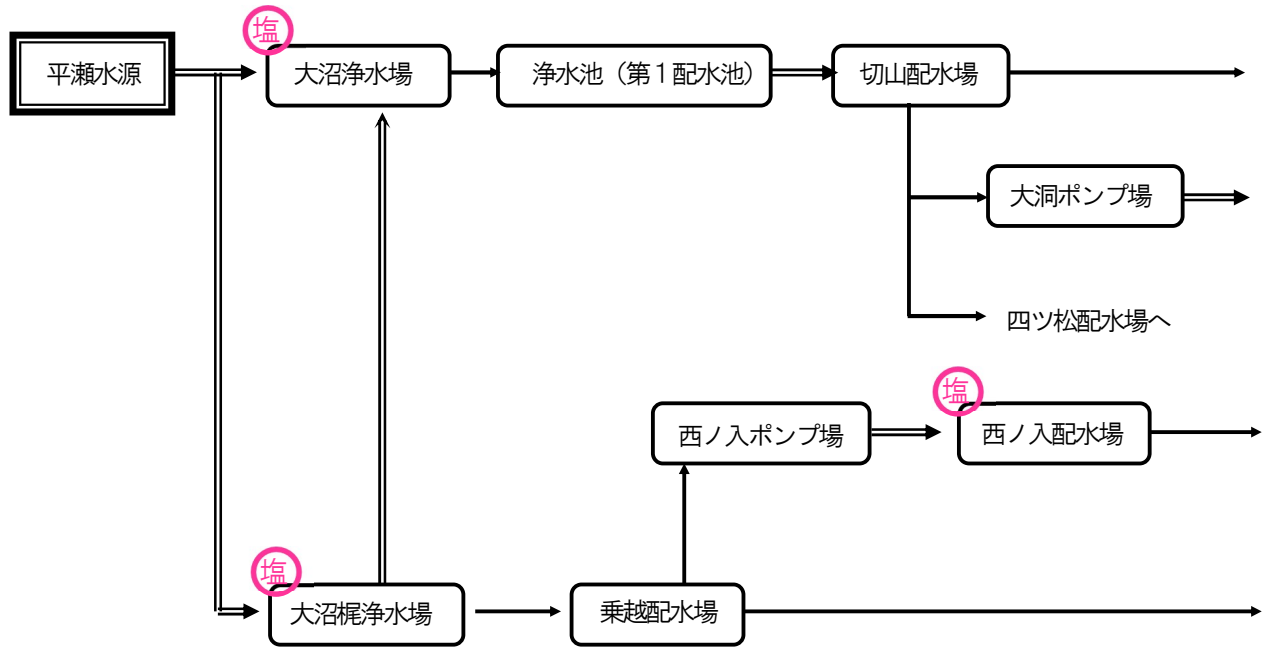 塩
平瀬水源
大沼浄水場
浄水池（第１配水池）
切山配水場
大洞ポンプ場
四ツ松配水場へ
塩
西ノ入ポンプ場
西ノ入配水場
塩
大沼梶浄水場
乗越配水場